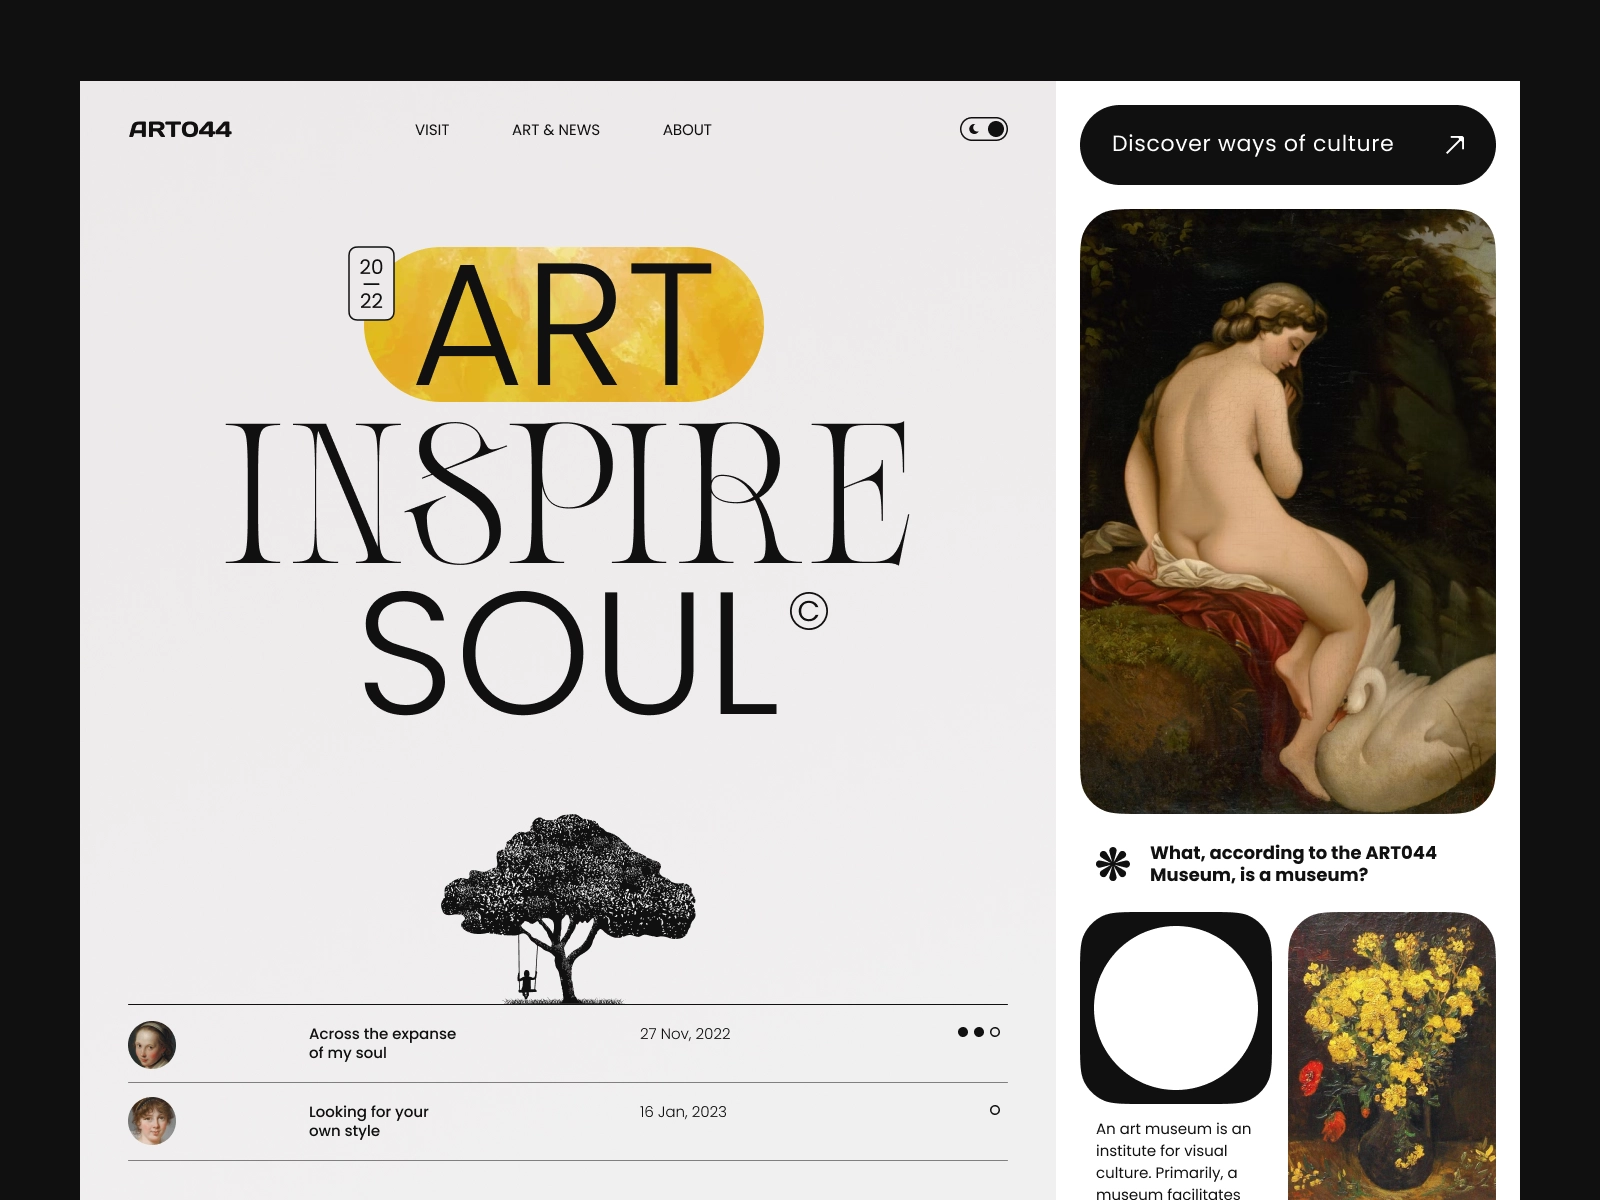 ART044
VISIT
ART & NEWS
ABOUT
20
22
ART
INSPIRE
SOUL©
Across the expanse
of my soul
27 Nov, 2022
Looking for your
own style
16 Jan, 2023
Discover ways of culture
What, according to the ART044
Museum, is a museum?
An art museum is an
institute for visual
culture. Primarily, a
museum facilitates